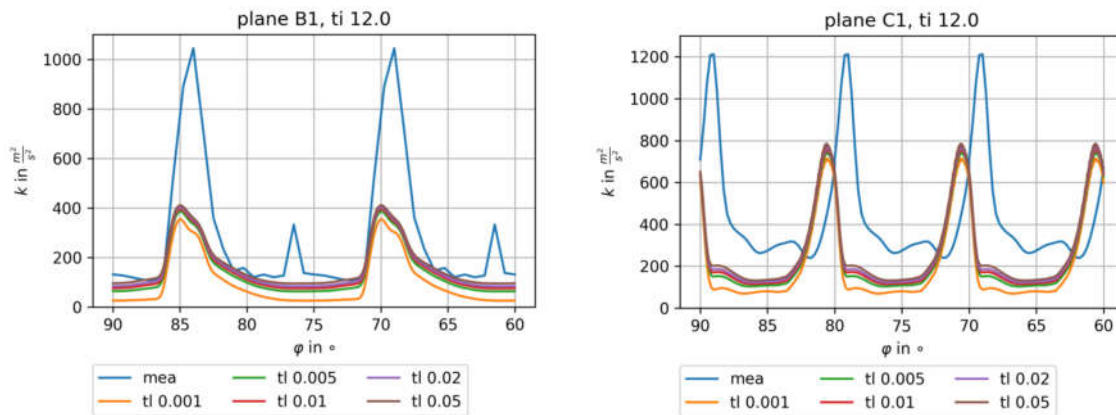 plane B1, ti 12.0
1000
800
600
400
200
0
k in m/s²
90
85
80
75
70
65
60
φ in ∘
mea
tl 0.005
tl 0.02
tl 0.001
tl 0.01
tl 0.05
plane C1, ti 12.0
1200
1000
800
600
400
200
0
k in m/s²
90
85
80
75
70
65
60
φ in ∘
mea
tl 0.005
tl 0.02
tl 0.001
tl 0.01
tl 0.05